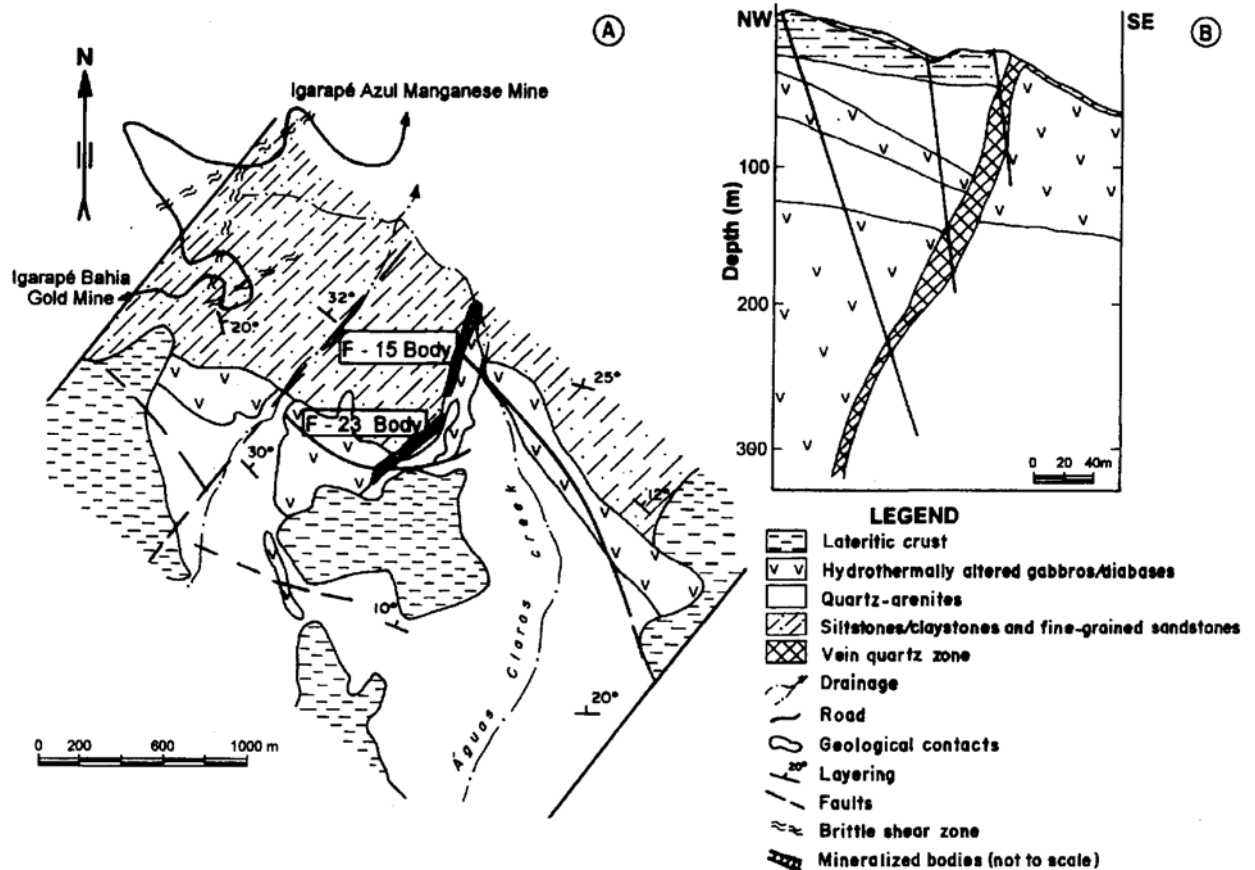 A
N
Igarapé Azul Manganese Mine
Igarapé Bahia
Gold Mine
20°
32°
F - 15 Body
25°
F - 23 Body
30°
12°
10°
20°
Águas Claras creek
0 200 600 1000 m
NW
SE
B
Depth (m)
100
200
300
0 20 40m
LEGEND
Lateritic crust
Hydrothermally altered gabbros/diabases
Quartz-arenites
Siltstones/claystones and fine-grained sandstones
Vein quartz zone
Drainage
Road
Geological contacts
20° Layering
Faults
Brittle shear zone
Mineralized bodies (not to scale)